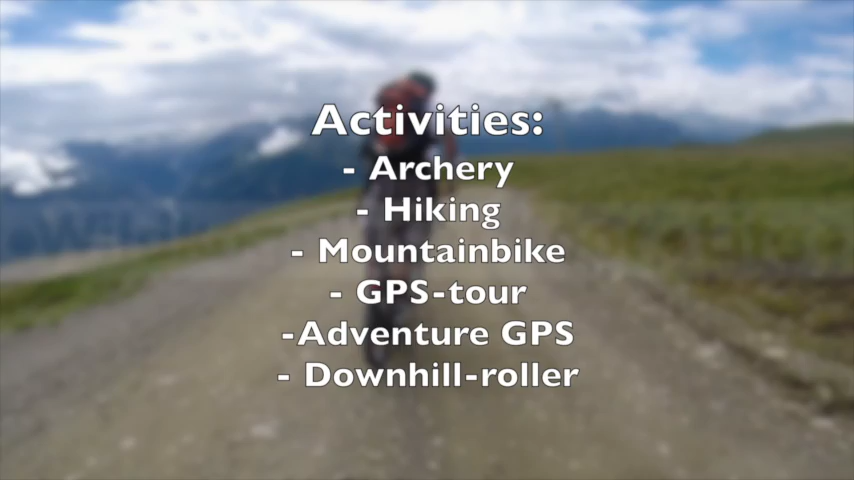 Activities:
- Archery
- Hiking
- Mountainbike
- GPS-tour
-Adventure GPS
- Downhill-roller